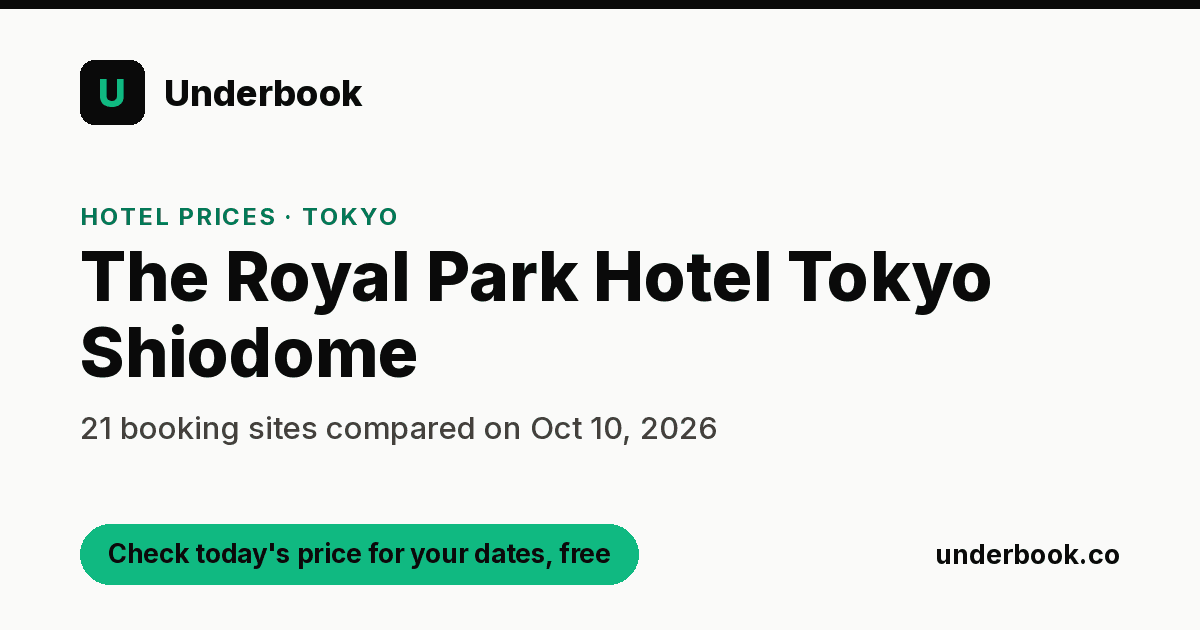 U Underbook
HOTEL PRICES · TOKYO
The Royal Park Hotel Tokyo
Shiodome
21 booking sites compared on Oct 10, 2026
Check today's price for your dates, free
underbook.co